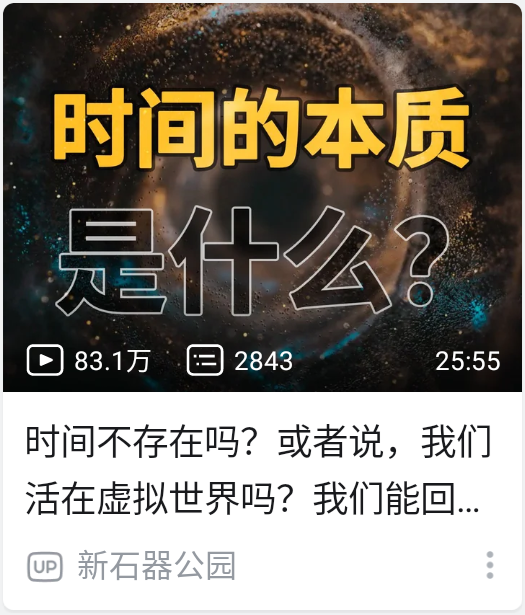 时间的本质
是什么?
83.1万 2843 25:55
时间不存在吗？或者说，我们
活在虚拟世界吗？我们能回...
UP 新石器公园